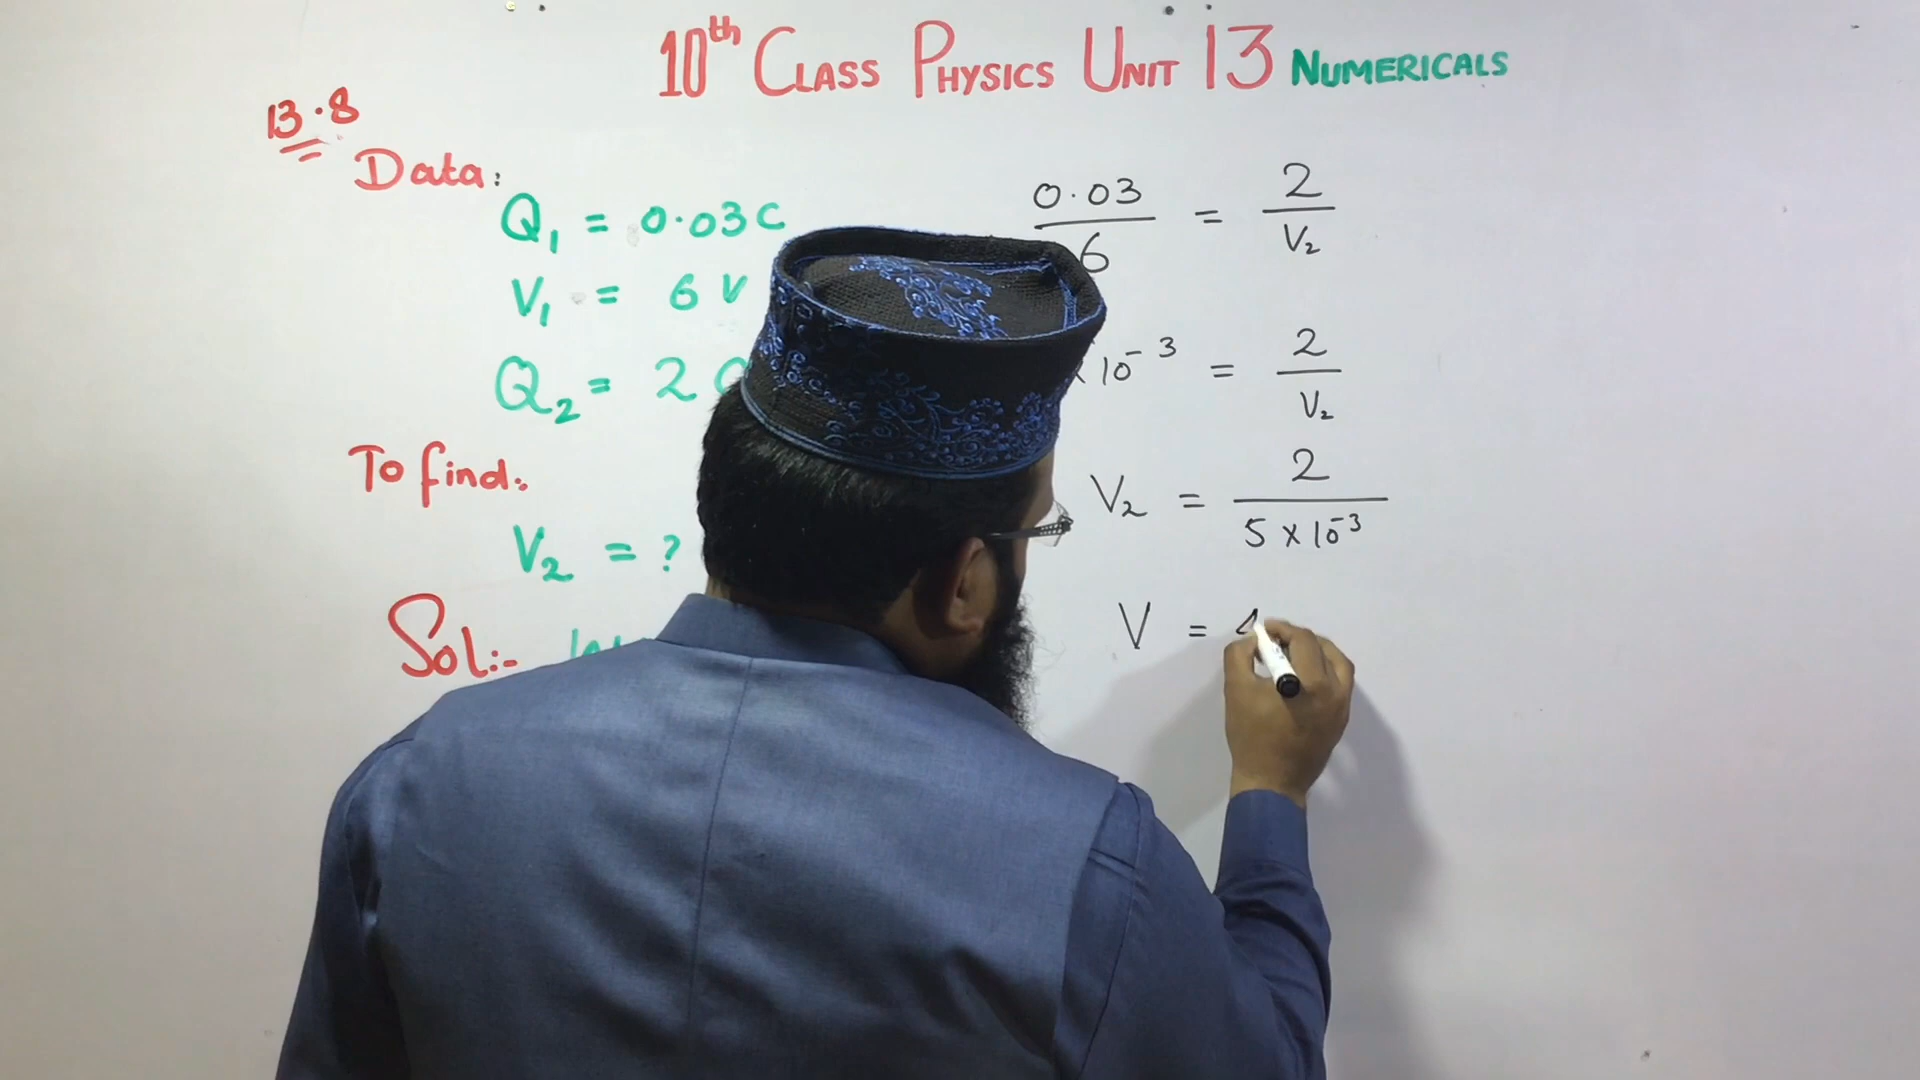 10th CLASS PHYSICS UNIT 13 NUMERICALS
13.8
Data:
Q₁ = 0.03C
V₁ = 6 V
Q₂ = 2
To find:
V₂ = ?
Sol:-
0.03/6 = 2/V₂
10⁻³ = 2/V₂
V₂ = 2/(5 × 10⁻³)
V = 4